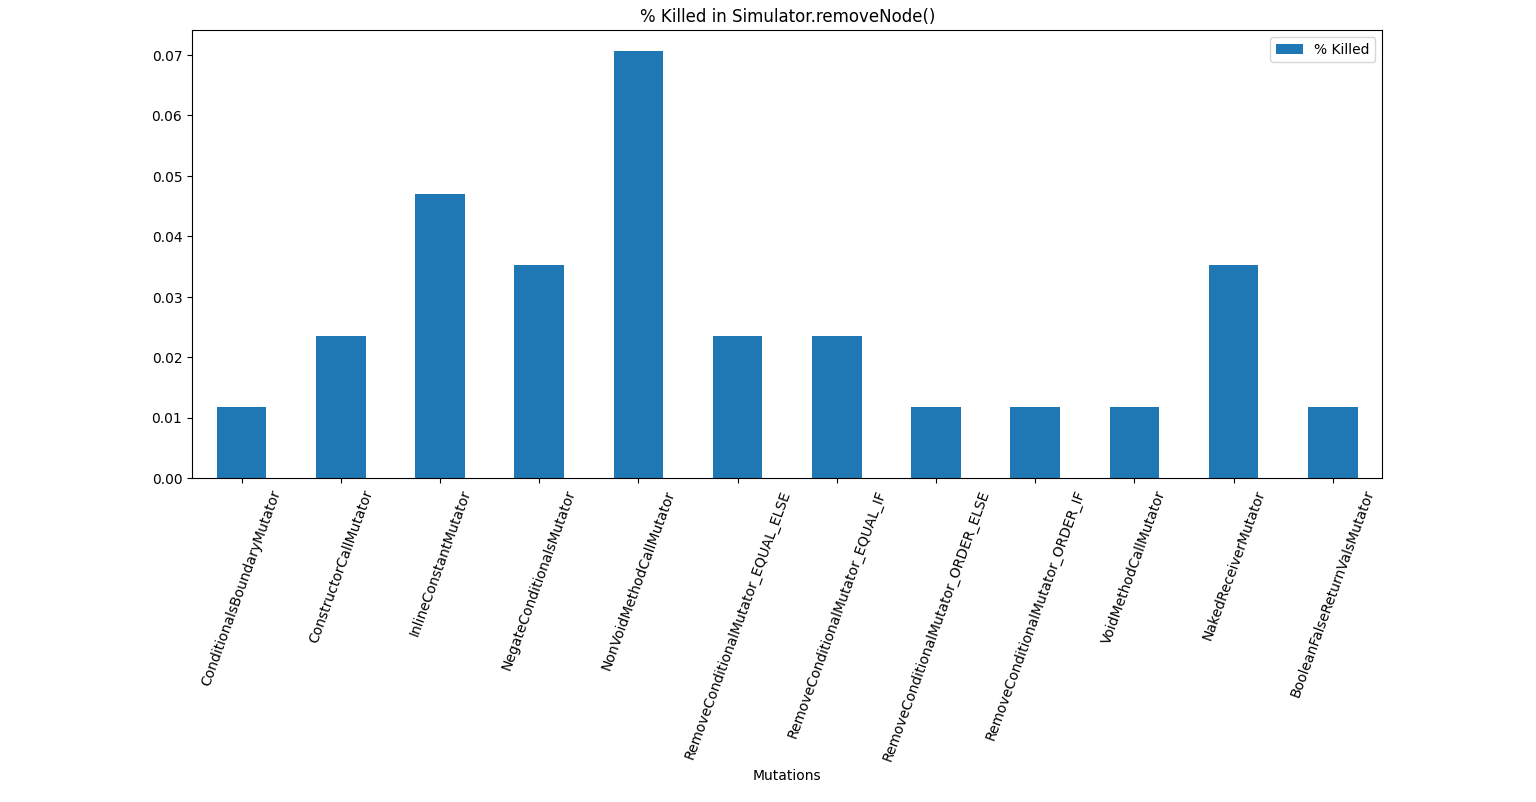 % Killed in Simulator.removeNode()
% Killed
0.07
0.06
0.05
0.04
0.03
0.02
0.01
0.00
ConditionalsBoundaryMutator
ConstructorCallMutator
InlineConstantMutator
NegateConditionalsMutator
NonVoidMethodCallMutator
RemoveConditionalMutator_EQUAL_ELSE
RemoveConditionalMutator_EQUAL_IF
RemoveConditionalMutator_ORDER_ELSE
RemoveConditionalMutator_ORDER_IF
VoidMethodCallMutator
NakedReceiverMutator
BooleanFalseReturnValsMutator
Mutations